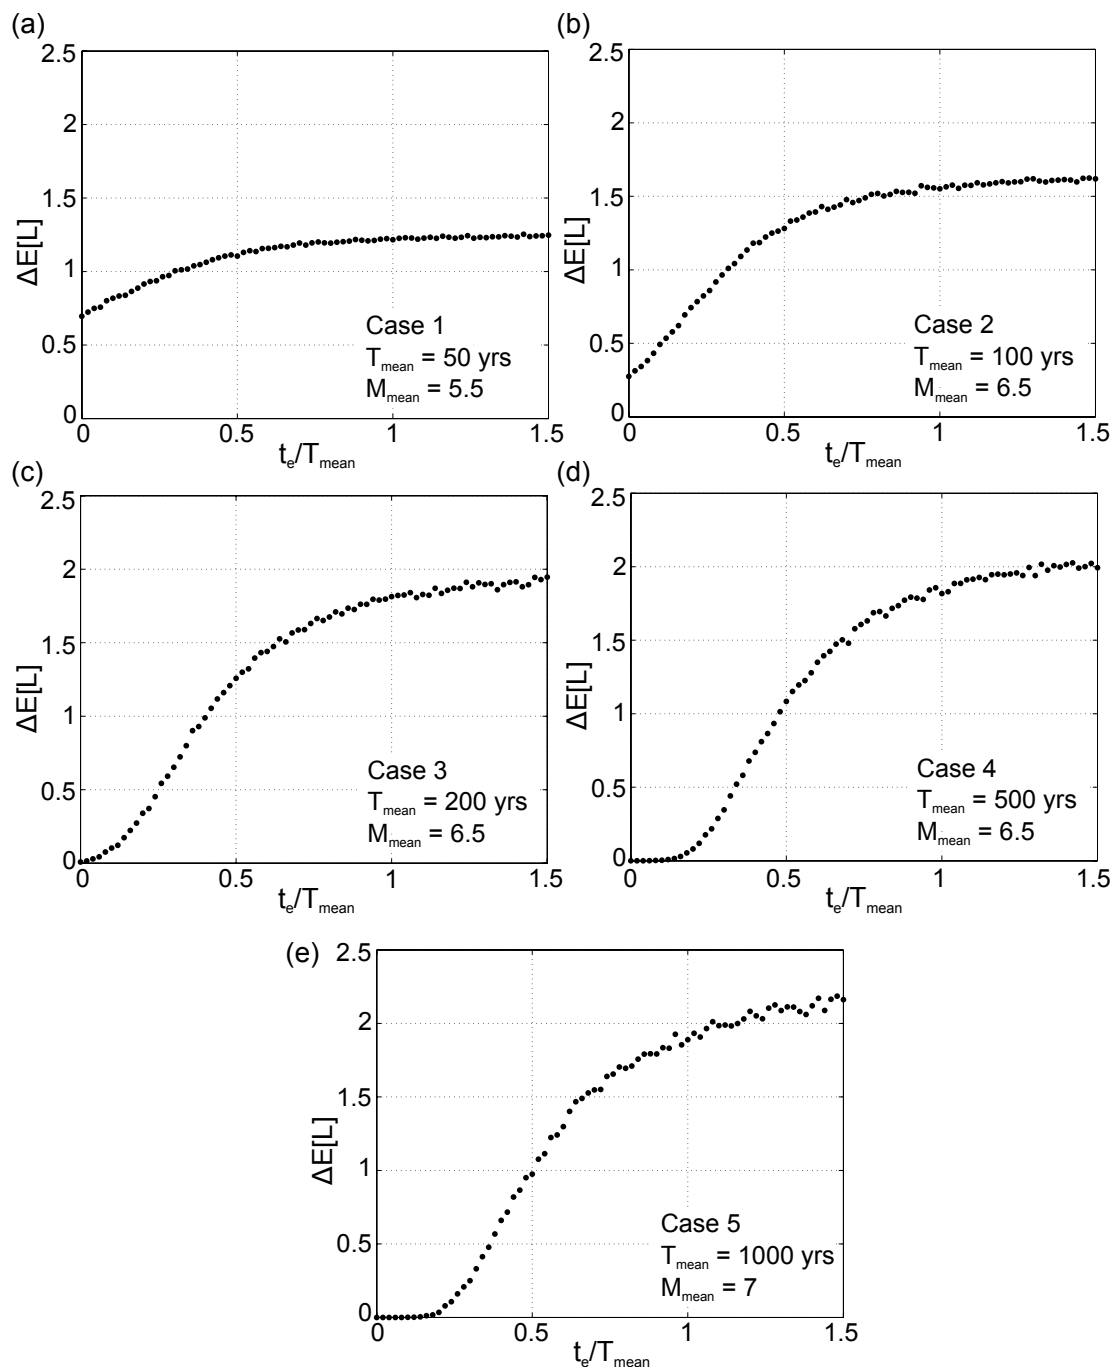 (a)
2.5
2
1.5
1
0.5
0
ΔE[L]
0 0.5 1 1.5
t_e/T_mean
Case 1
T_mean = 50 yrs
M_mean = 5.5
(b)
2.5
2
1.5
1
0.5
0
ΔE[L]
0 0.5 1 1.5
t_e/T_mean
Case 2
T_mean = 100 yrs
M_mean = 6.5
(c)
2.5
2
1.5
1
0.5
0
ΔE[L]
0 0.5 1 1.5
t_e/T_mean
Case 3
T_mean = 200 yrs
M_mean = 6.5
(d)
2.5
2
1.5
1
0.5
0
ΔE[L]
0 0.5 1 1.5
t_e/T_mean
Case 4
T_mean = 500 yrs
M_mean = 6.5
(e)
2.5
2
1.5
1
0.5
0
ΔE[L]
0 0.5 1 1.5
t_e/T_mean
Case 5
T_mean = 1000 yrs
M_mean = 7